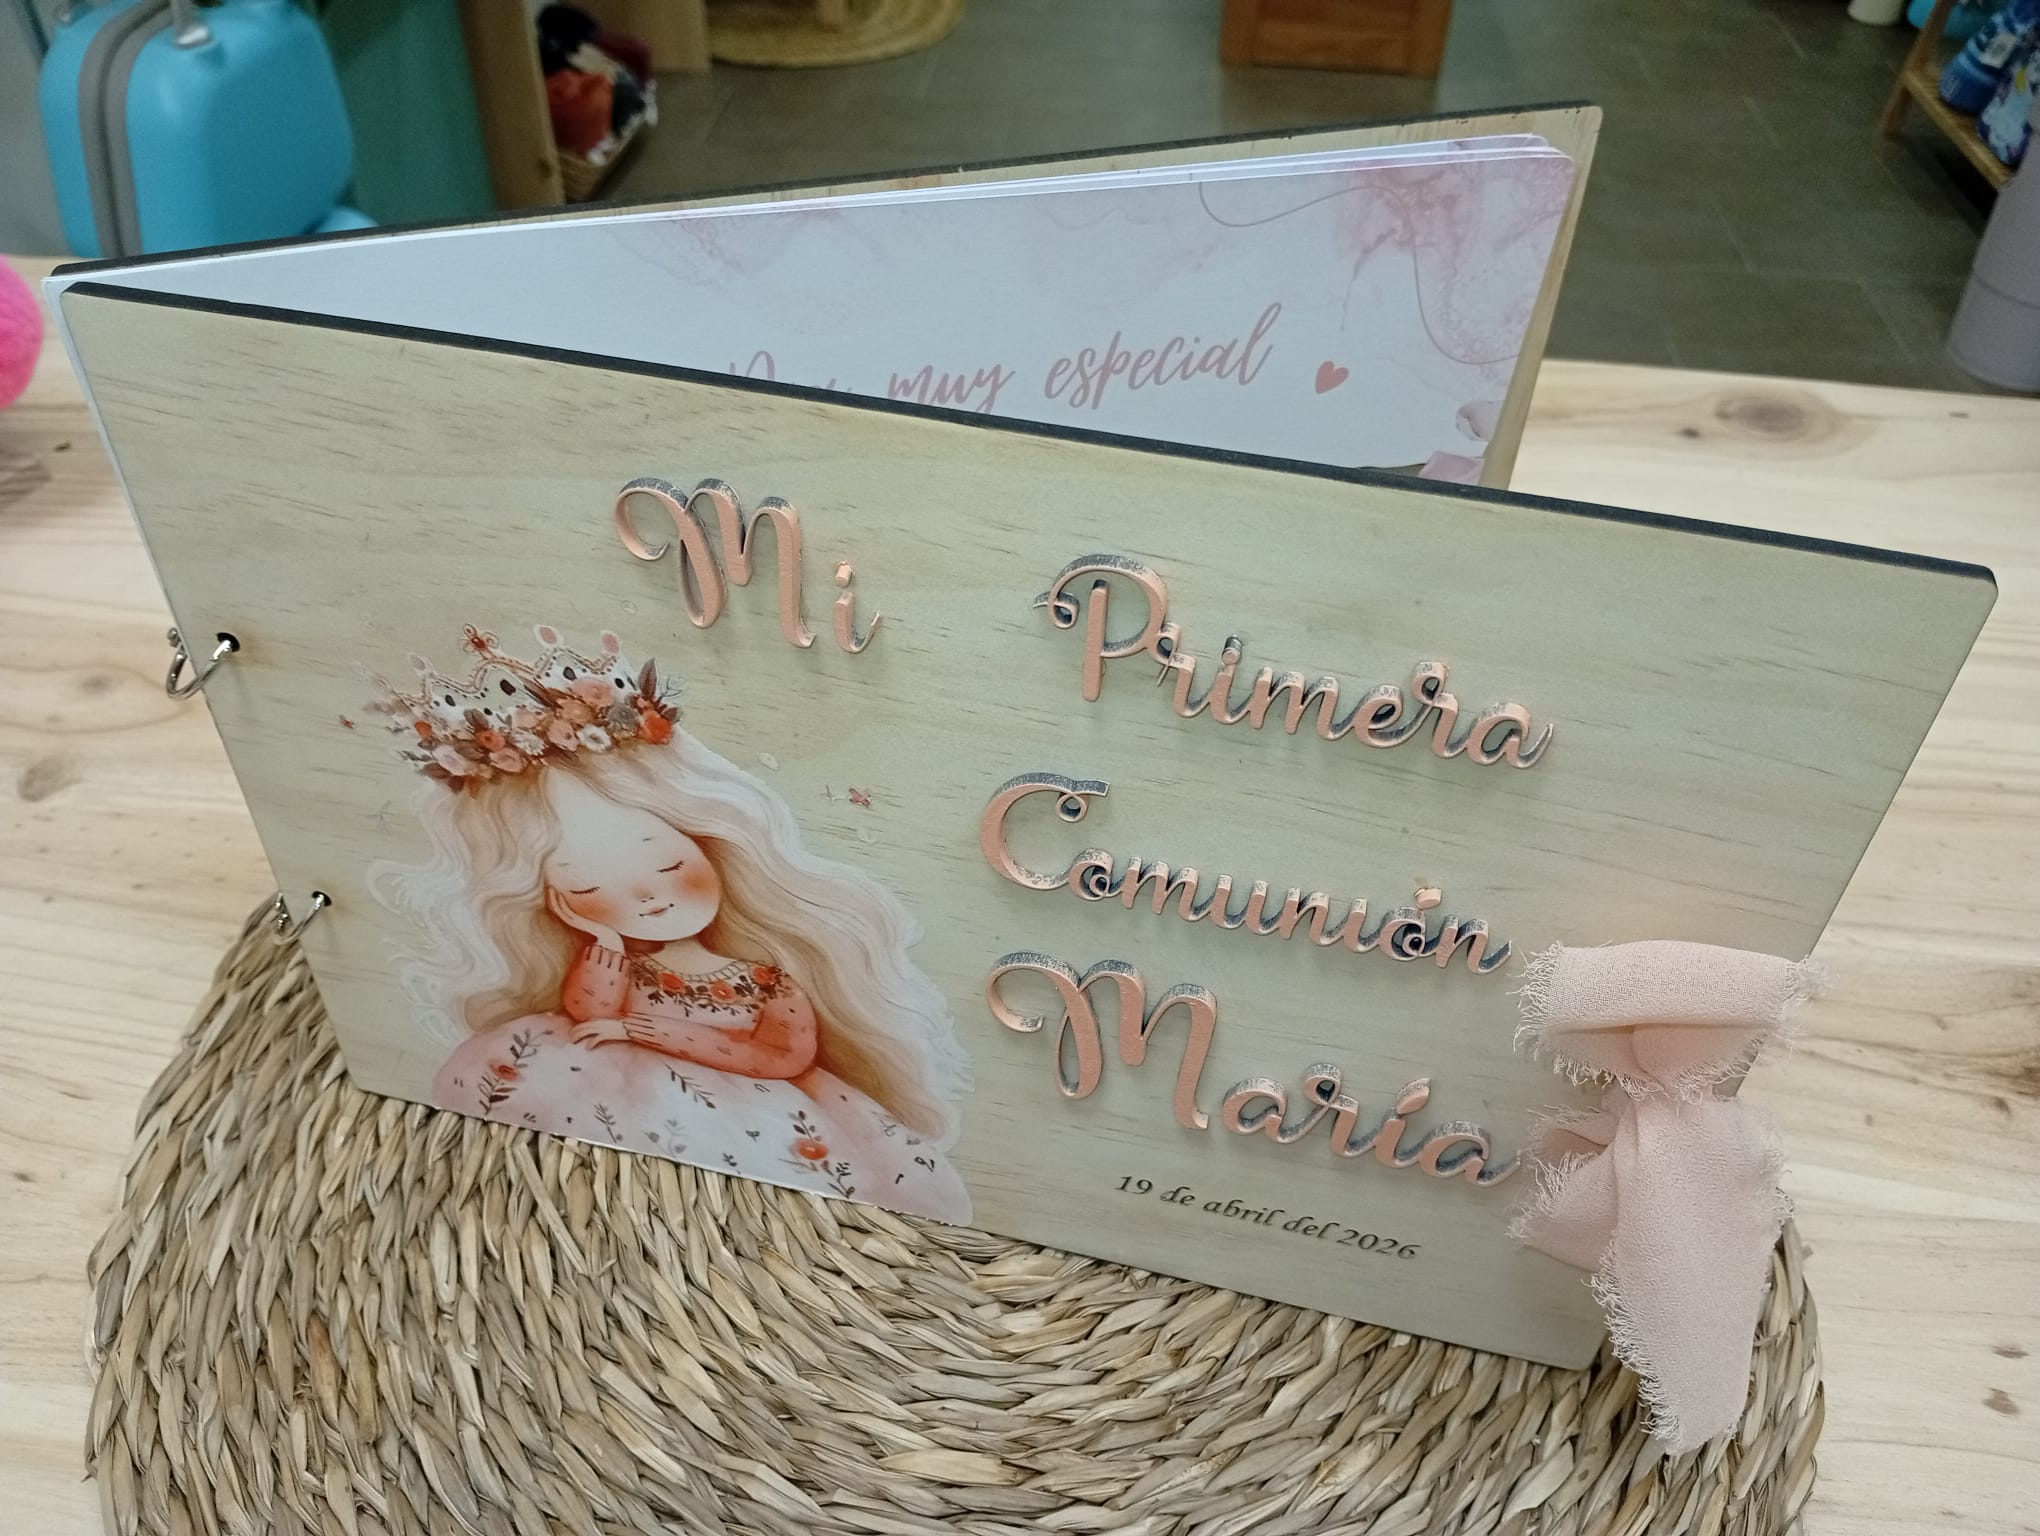 muy especial
Mi Primera
Comunión
María
19 de abril del 2026